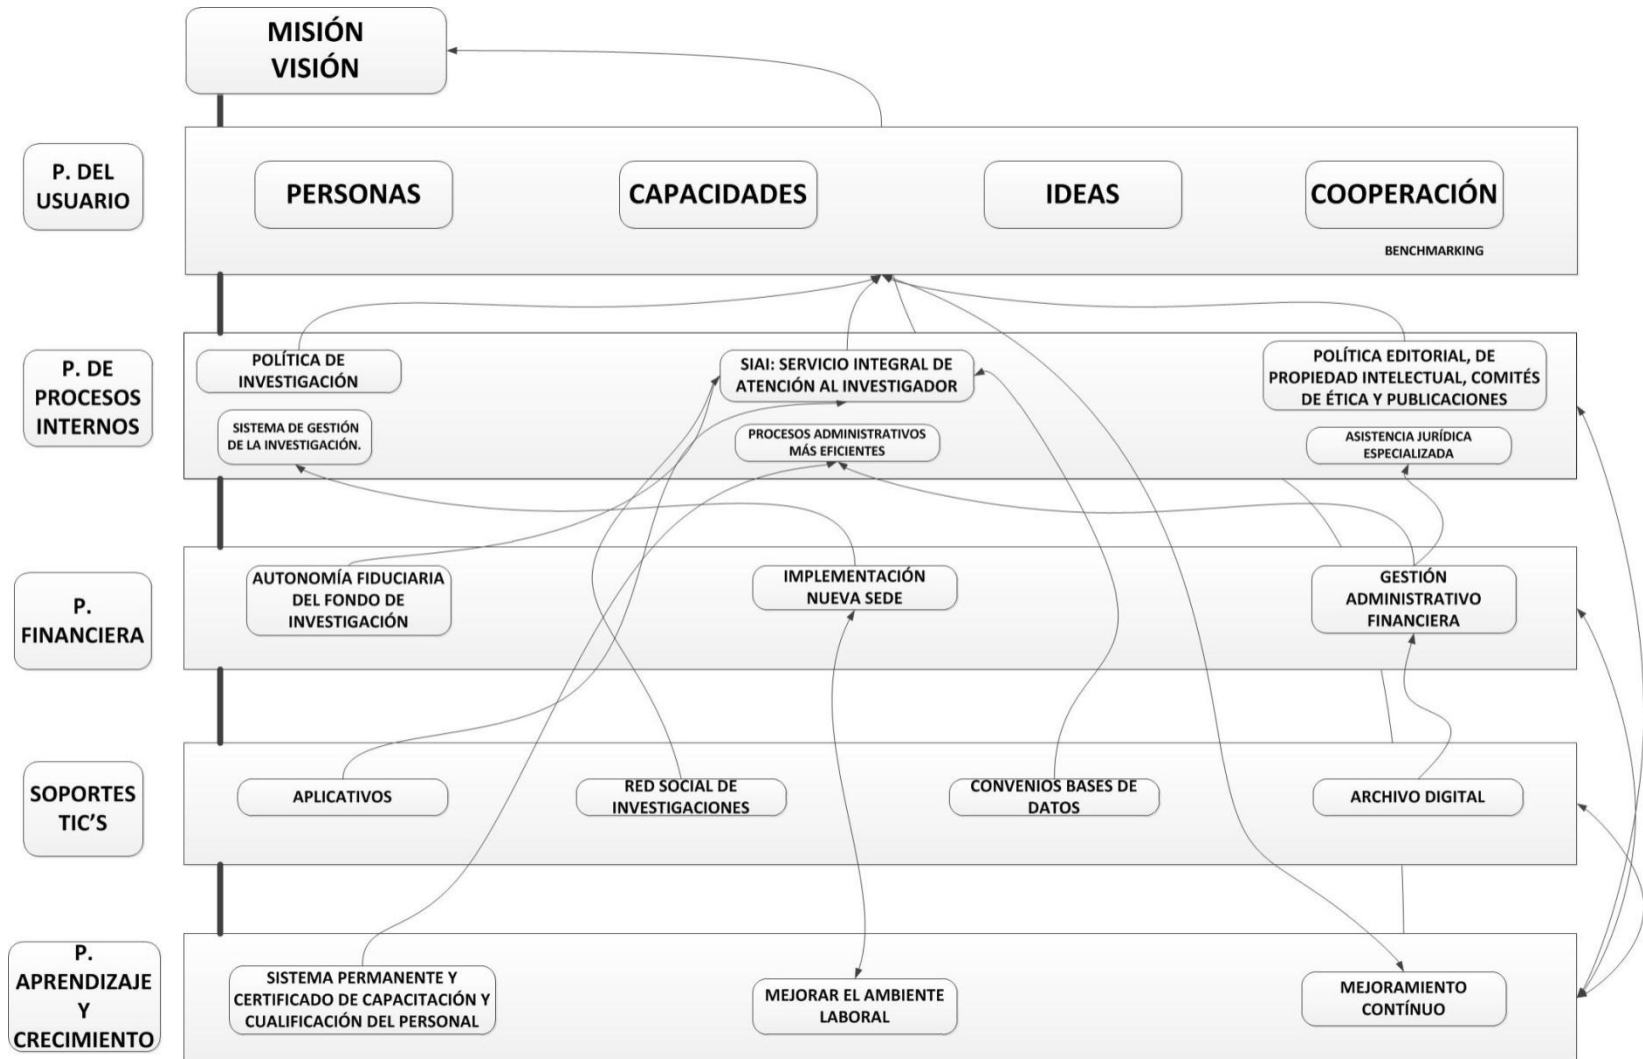 MISIÓN
VISIÓN
P. DEL
USUARIO
PERSONAS
CAPACIDADES
IDEAS
COOPERACIÓN
BENCHMARKING
P. DE
PROCESOS
INTERNOS
POLÍTICA DE
INVESTIGACIÓN
SIAI: SERVICIO INTEGRAL DE
ATENCIÓN AL INVESTIGADOR
POLÍTICA EDITORIAL, DE
PROPIEDAD INTELECTUAL, COMITÉS
DE ÉTICA Y PUBLICACIONES
SISTEMA DE GESTIÓN
DE LA INVESTIGACIÓN.
PROCESOS ADMINISTRATIVOS
MÁS EFICIENTES
ASISTENCIA JURÍDICA
ESPECIALIZADA
P.
FINANCIERA
AUTONOMÍA FIDUCIARIA
DEL FONDO DE
INVESTIGACIÓN
IMPLEMENTACIÓN
NUEVA SEDE
GESTIÓN
ADMINISTRATIVO
FINANCIERA
SOPORTES
TIC’S
APLICATIVOS
RED SOCIAL DE
INVESTIGACIONES
CONVENIOS BASES DE
DATOS
ARCHIVO DIGITAL
P.
APRENDIZAJE
Y
CRECIMIENTO
SISTEMA PERMANENTE Y
CERTIFICADO DE CAPACITACIÓN Y
CUALIFICACIÓN DEL PERSONAL
MEJORAR EL AMBIENTE
LABORAL
MEJORAMIENTO
CONTÍNUO